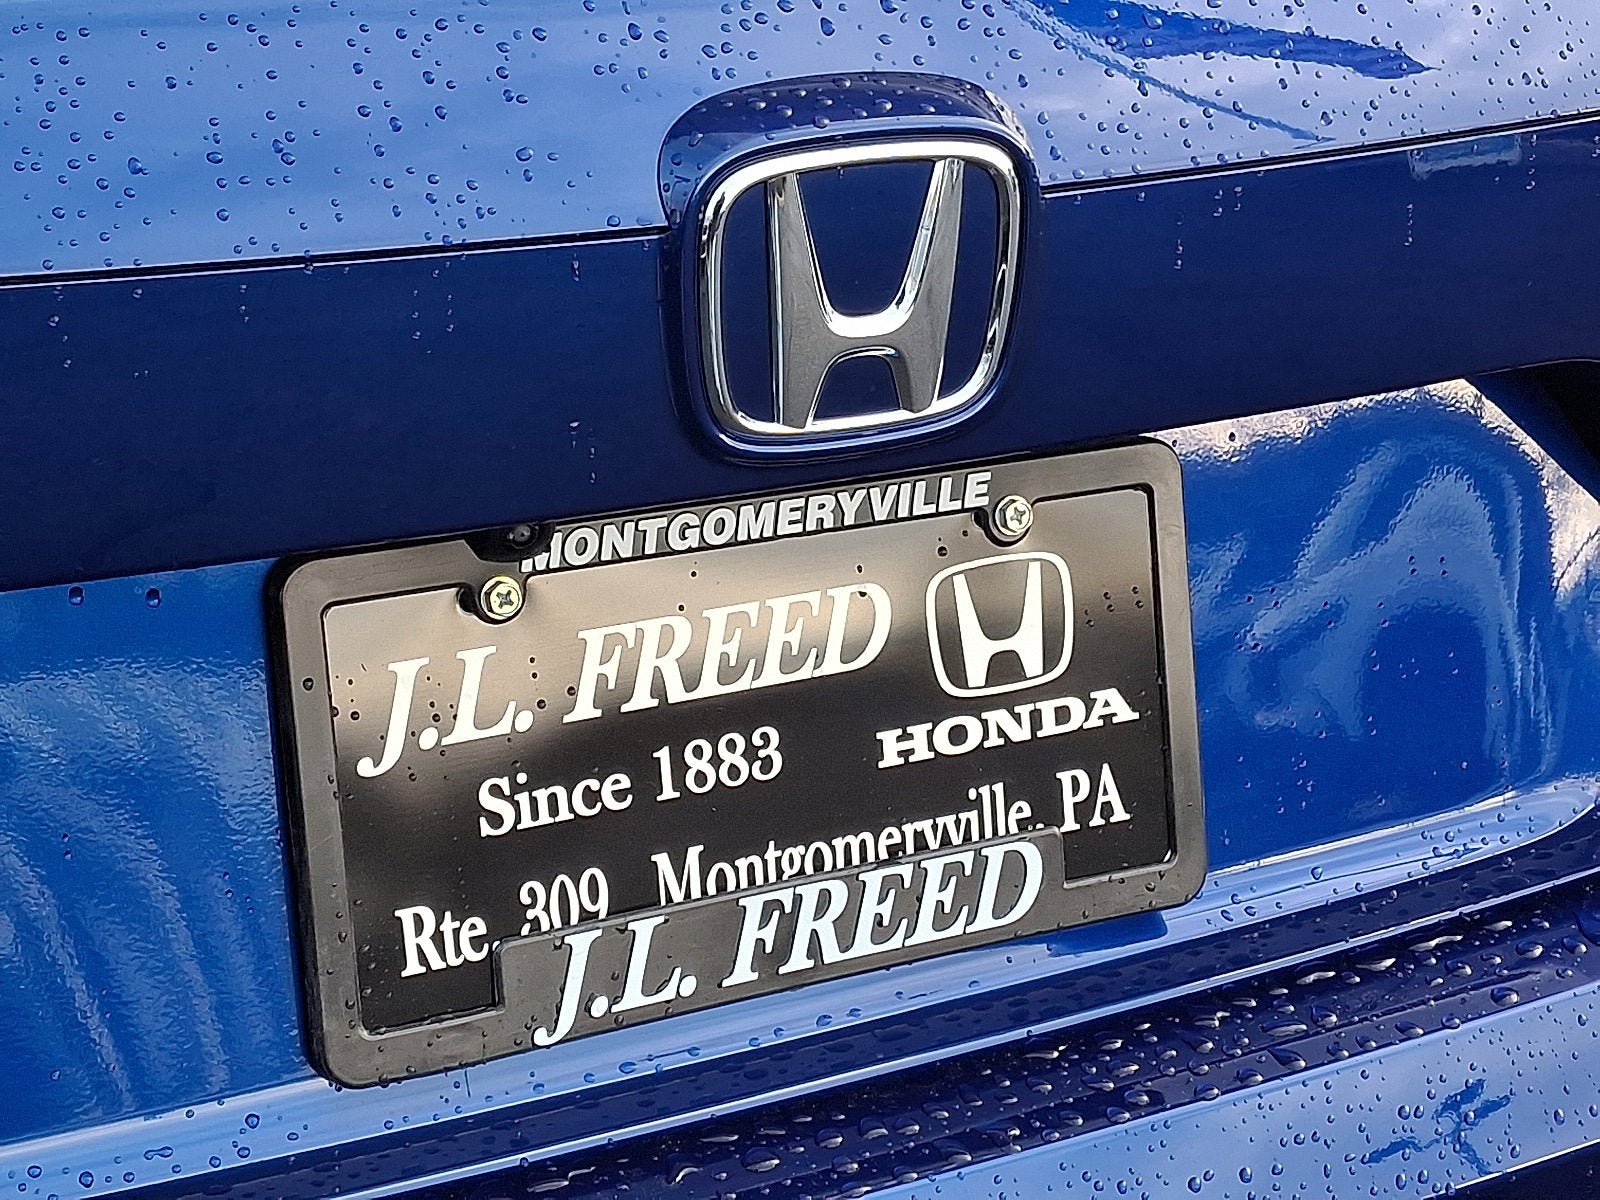 MONTGOMERYVILLE
J.L. FREED
HONDA
Since 1883
Rte. 309 Montgomeryville, PA
J.L. FREED